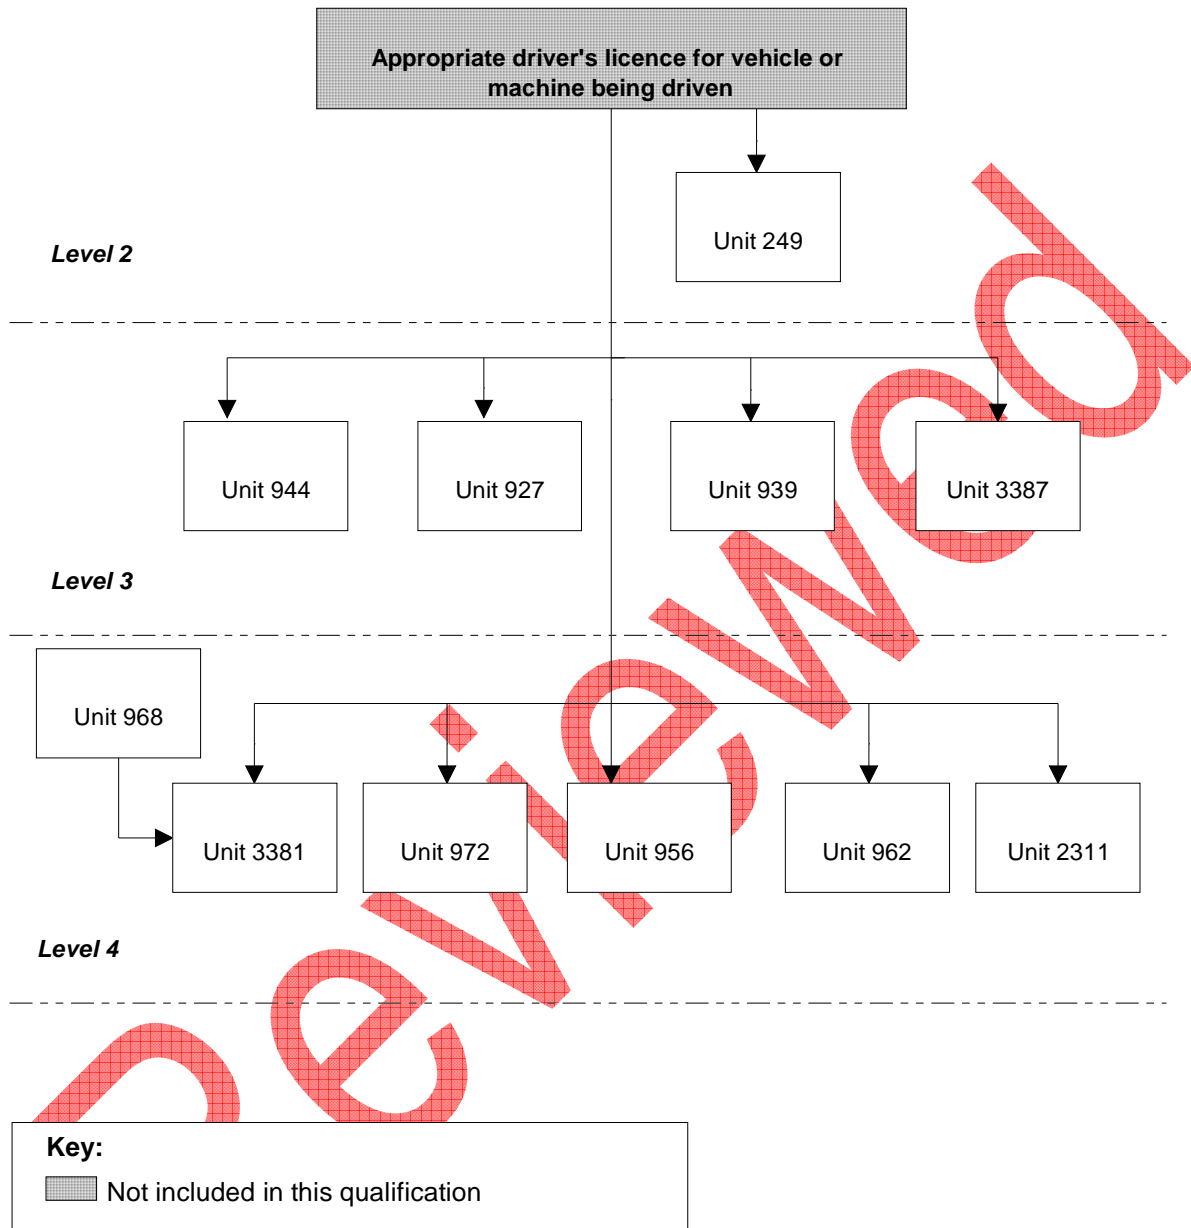 Appropriate driver's licence for vehicle or
machine being driven
Unit 249
Level 2
Unit 944
Unit 927
Unit 939
Unit 3387
Level 3
Unit 968
Unit 3381
Unit 972
Unit 956
Unit 962
Unit 2311
Level 4
Reviewed
Key:
Not included in this qualification